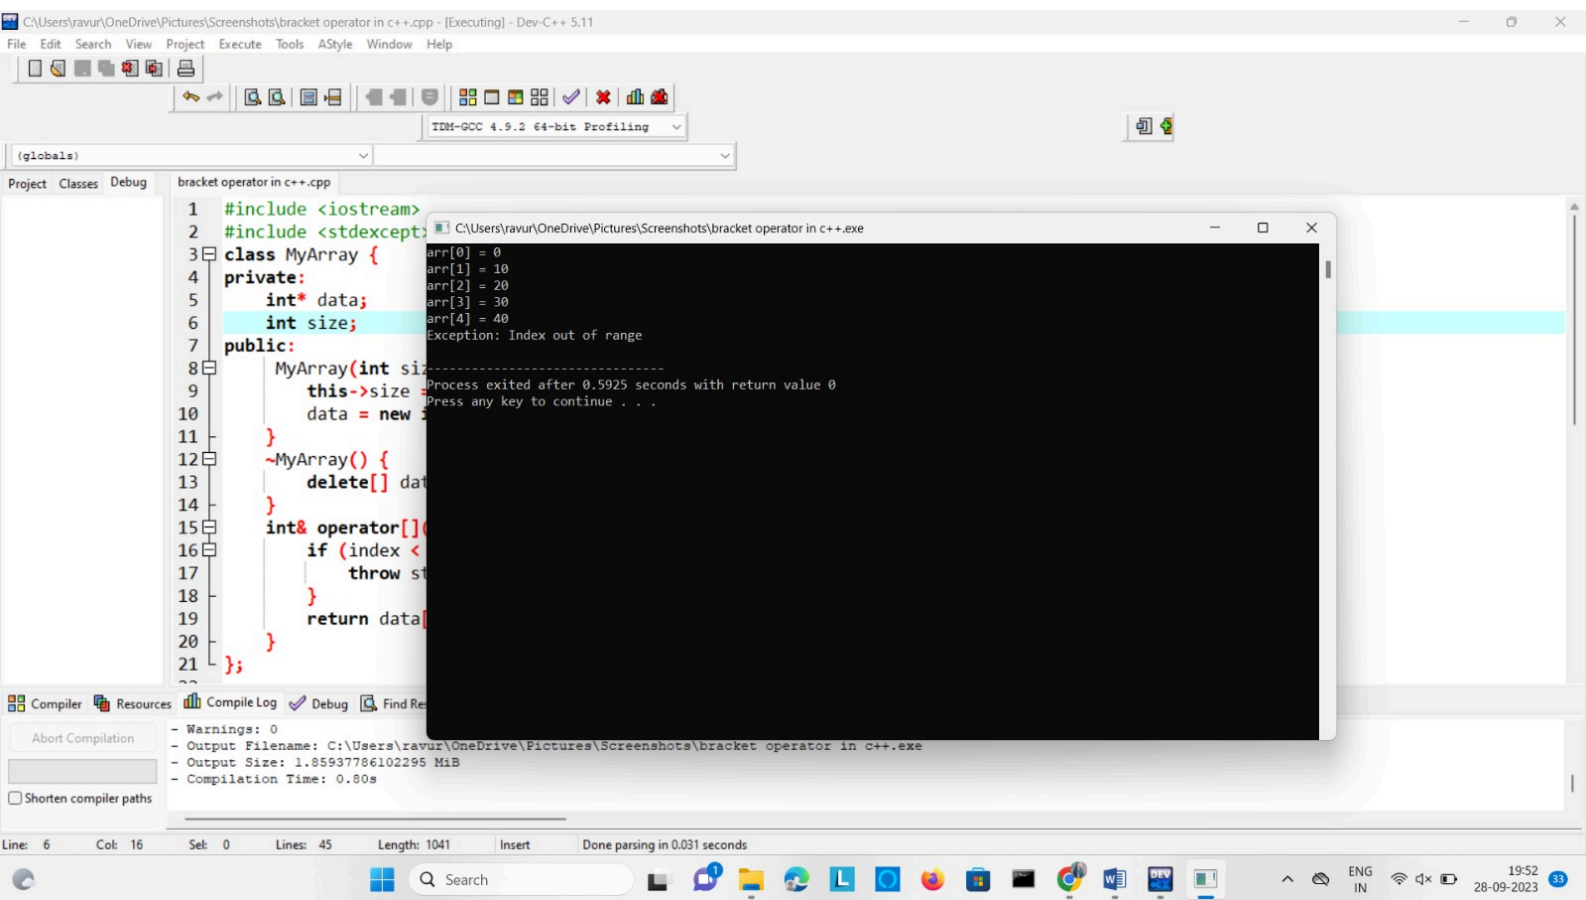 C:\Users\ravur\OneDrive\Pictures\Screenshots\bracket operator in c++.cpp - [Executing] - Dev-C++ 5.11
File Edit Search View Project Execute Tools AStyle Window Help
TDM-GCC 4.9.2 64-bit Profiling
(globals)
Project Classes Debug
bracket operator in c++.cpp
1 #include <iostream>
2 #include <stdexcept>
3 class MyArray {
4 private:
5 int* data;
6 int size;
7 public:
8 MyArray(int siz
9 this->size =
10 data = new i
11 }
12 ~MyArray() {
13 delete[] dat
14 }
15 int& operator[](
16 if (index <
17 throw st
18 }
19 return data[
20 }
21 };
C:\Users\ravur\OneDrive\Pictures\Screenshots\bracket operator in c++.exe
arr[0] = 0
arr[1] = 10
arr[2] = 20
arr[3] = 30
arr[4] = 40
Exception: Index out of range
--------------------------------
Process exited after 0.5925 seconds with return value 0
Press any key to continue . . .
Compiler Resources Compile Log Debug Find Res
Abort Compilation
Shorten compiler paths
- Warnings: 0
- Output Filename: C:\Users\ravur\OneDrive\Pictures\Screenshots\bracket operator in c++.exe
- Output Size: 1.85937786102295 MiB
- Compilation Time: 0.80s
Line: 6 Col: 16 Sel: 0 Lines: 45 Length: 1041 Insert Done parsing in 0.031 seconds
Search
1
L
W
DEV
ENG
IN
19:52
28-09-2023
33